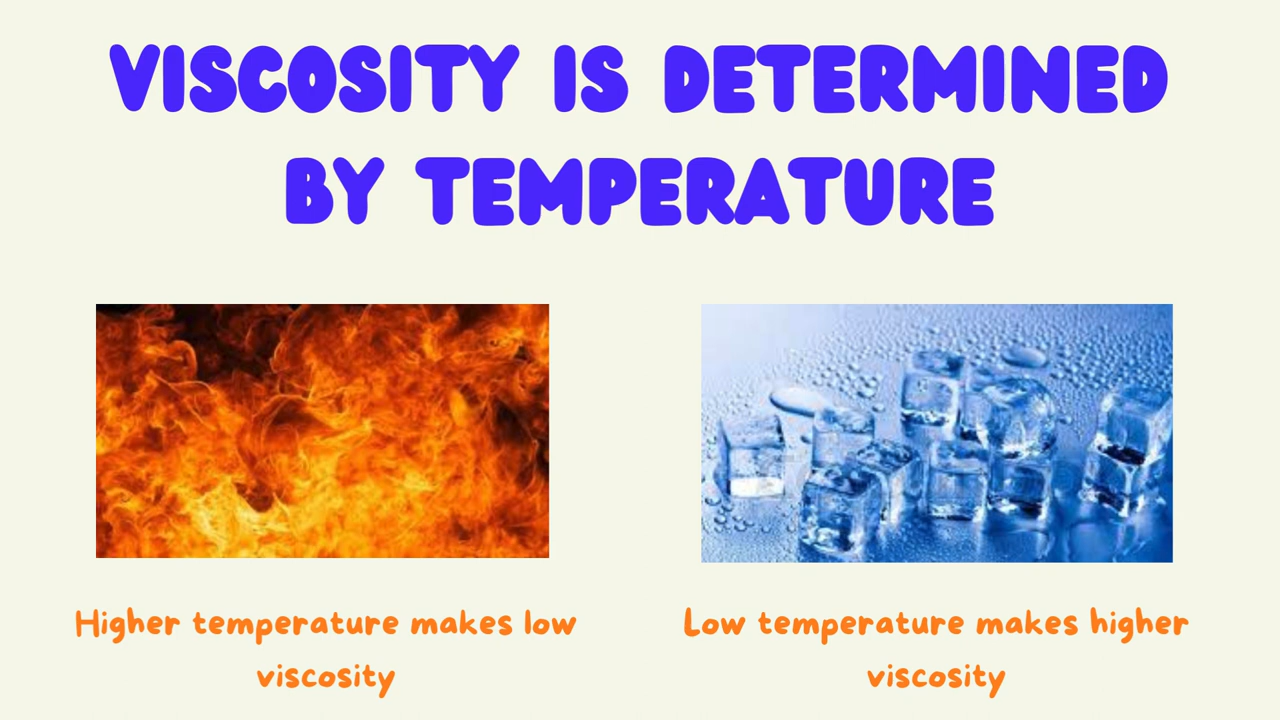 VISCOSITY IS DETERMINED
BY TEMPERATURE
Higher temperature makes low
viscosity
Low temperature makes higher
viscosity